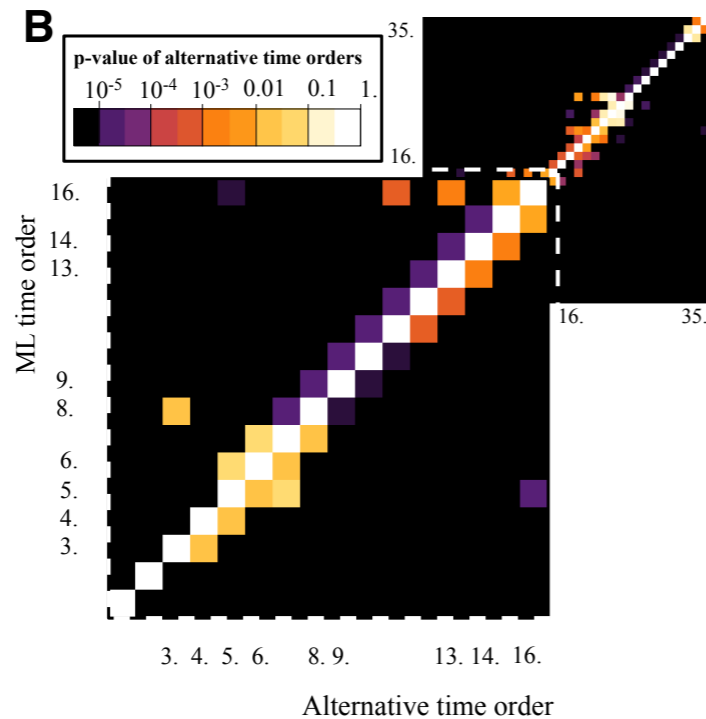 B
p-value of alternative time orders
10-5 10-4 10-3 0.01 0.1 1.
35.
16.
16. 35.
ML time order
16.
14.
13.
9.
8.
6.
5.
4.
3.
3. 4. 5. 6. 8. 9. 13. 14. 16.
Alternative time order